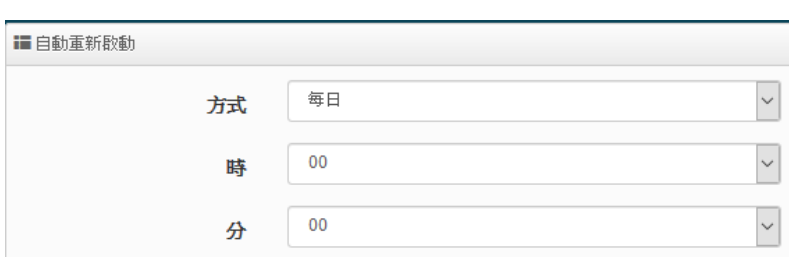 自動重新啟動
方式 每日
時 00
分 00